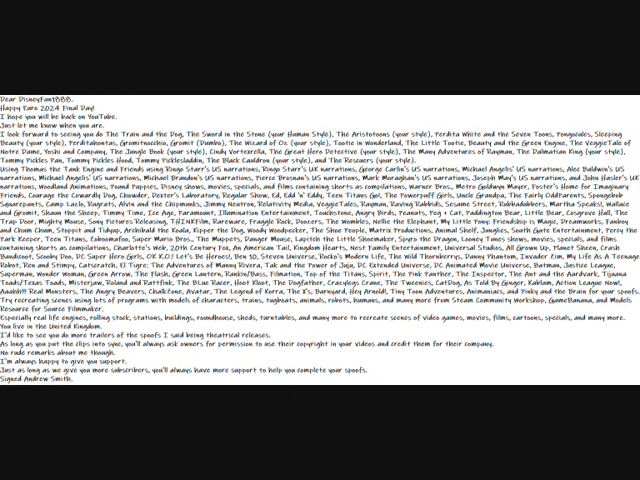 Dear DisneyFan1888.
Happy Euro 2024 Final Day!
I hope you will be back on YouTube.
Just let me know when you are.
I look forward to seeing you do The Train and the Dog, The Sword in the Stone (your Human Style), The Aristotoons (your style), Perdita White and the Seven Toons, Pongecules, Sleeping
Beauty (your style), Perditahontas, Gromitnocchio, Gromit (Dumbo), The Wizard of Oz (your style), Tootie in Wonderland, The Little Tootie, Beauty and the Green Engine, The VeggieTale of
Notre Dame, Yoshi and Company, The Jungle Book (your style), Cindy Vortexrella, The Great Hero Detective (your style), The Many Adventures of Rayman, The Dalmatian King (your style),
Tommy Pickles Pan, Tommy Pickles Hood, Tommy Picklesladdin, The Black Cauldron (your style), and The Rescuers (your style).
Using Thomas the Tank Engine and Friends using Ringo Starr's US narrations, Ringo Starr's UK narrations, George Carlin's US narrations, Michael Angelis' US narrations, Alec Baldwin's US
narrations, Michael Angelis' US narrations, Michael Brandon's US narrations, Pierce Brosnan's US narrations, Mark Moraghan's US narrations, Joseph May's US narrations, and John Hasler's UK
narrations, Woodland Animations, Pound Puppies, Disney shows, movies, specials, and films containing shorts as compilations, Warner Bros., Metro Goldwyn Mayer, Foster's Home for Imaginary
Friends, Courage the Cowardly Dog, Chowder, Dexter's Laboratory, Regular Show, Ed, Edd 'n' Eddy, Teen Titans Go!, The Powerpuff Girls, Uncle Grandpa, The Fairly OddParents, Spongebob
Squarepants, Camp Lazlo, Rugrats, Alvin and the Chipmunks, Jimmy Neutron, Relativity Media, VeggieTales, Rayman, Raving Rabbids, Sesame Street, Rubbadubbers, Martha Speaks!, Wallace
and Gromit, Shaun the Sheep, Timmy Time, Ice Age, Paramount, Illumination Entertainment, Touchstone, Angry Birds, Peanuts, Peg + Cat, Paddington Bear, Little Bear, Cosgrove Hall, The
Trap Door, Mighty Mouse, Sony Pictures Releasing, THINKFilm, Rareware, Fraggle Rock, Doozers, The Wombles, Nellie the Elephant, My Little Pony: Friendship is Magic, Dreamworks, Fanboy
and Chum Chum, Stoppit and Tidyup, Archibald the Koala, Kipper the Dog, Woody Woodpecker, The Shoe People, Matrix Productions, Animal Shelf, Junglies, South Gate Entertainment, Percy the
Park Keeper, Teen Titans, Zoboomafoo, Super Mario Bros., The Muppets, Danger Mouse, Lapitch the Little Shoemaker, Spyro the Dragon, Looney Tunes shows, movies, specials, and films
containing shorts as compilations, Charlotte's Web, 20th Century Fox, An American Tail, Kingdom Hearts, Nest Family Entertainment, Universal Studios, All Grown Up, Planet Sheen, Crash
Bandicoot, Scooby Doo, DC Super Hero Girls, OK K.O.! Let's Be Heroes!, Ben 10, Steven Universe, Rocko's Modern Life, The Wild Thornberrys, Danny Phantom, Invader Zim, My Life As A Teenage
Robot, Ren and Stimpy, Catscratch, El Tigre: The Adventures of Manny Rivera, Tak and the Power of Juju, DC Extended Universe, DC Animated Movie Universe, Batman, Justice League,
Superman, Wonder Woman, Green Arrow, The Flash, Green Lantern, Rankin/Bass, Filmation, Top of the Titans, Spirit, The Pink Panther, The Inspector, The Ant and the Aardvark, Tijuana
Toads/Texas Toads, Misterjaw, Roland and Rattfink, The Blue Racer, Hoot Kloot, The Dogfather, Crazylegs Crane, The Tweenies, CatDog, As Told By Ginger, Kablam, Action League Now!,
Aaahh!!! Real Monsters, The Angry Beavers, ChalkZone, Avatar, The Legend of Korra, The X's, Barnyard, Hey Arnold!, Tiny Toon Adventures, Animaniacs, and Pinky and the Brain for your spoofs.
Try recreating scenes using lots of programs with models of characters, trains, tugboats, animals, robots, humans, and many more from Steam Community Workshop, GameBanana, and Models
Resource for Source Filmmaker.
Especially real life engines, rolling stock, stations, buildings, roundhouse, sheds, turntables, and many more to recreate scenes of video games, movies, films, cartoons, specials, and many more.
You live in the United Kingdom.
I'd like to see you do more trailers of the spoofs I said being theatrical releases.
As long as you put the clips into sync, you'll always ask owners for permission to use their copyright in your videos and credit them for their company.
No rude remarks about me though.
I'm always happy to give you support.
Just as long as we give you more subscribers, you'll always have more support to help you complete your spoofs.
Signed Andrew Smith.